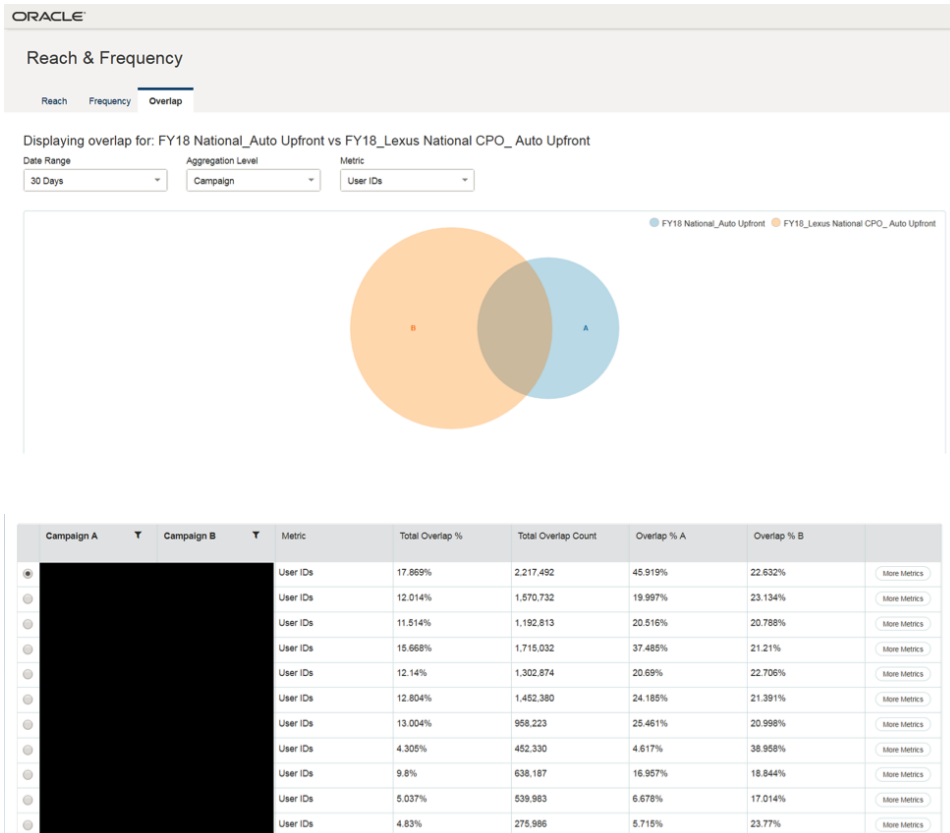 ORACLE
Reach & Frequency
Reach Frequency Overlap
Displaying overlap for: FY18 National_Auto Upfront vs FY18_Lexus National CPO_ Auto Upfront
Date Range Aggregation Level Metric
30 Days Campaign User IDs
FY18 National_Auto Upfront FY18_Lexus National CPO_ Auto Upfront
B A
Campaign A Campaign B Metric Total Overlap % Total Overlap Count Overlap % A Overlap % B
User IDs 17.869% 2,217,492 45.919% 22.632% More Metrics
User IDs 12.014% 1,570,732 19.997% 23.134% More Metrics
User IDs 11.514% 1,192,813 20.516% 20.788% More Metrics
User IDs 15.668% 1,715,032 37.485% 21.21% More Metrics
User IDs 12.14% 1,302,874 20.69% 22.706% More Metrics
User IDs 12.804% 1,452,380 24.185% 21.391% More Metrics
User IDs 13.004% 958,223 25.461% 20.998% More Metrics
User IDs 4.305% 452,330 4.617% 38.958% More Metrics
User IDs 9.8% 638,187 16.957% 18.844% More Metrics
User IDs 5.037% 539,983 6.678% 17.014% More Metrics
User IDs 4.83% 275,986 5.715% 23.77% More Metrics